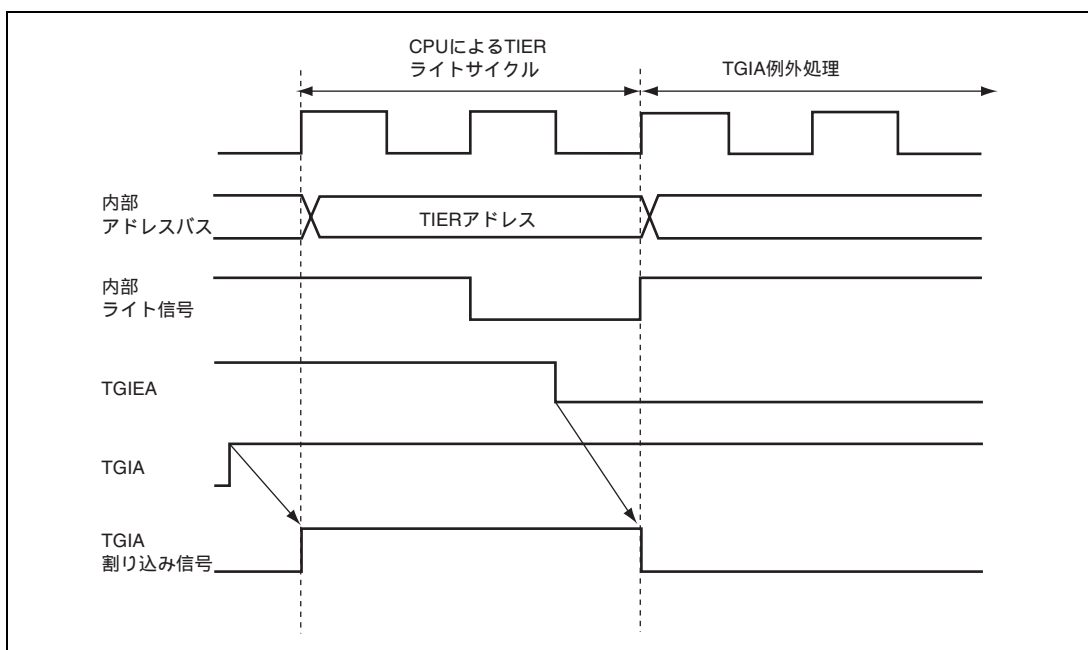 CPUによるTIER
ライトサイクル
TGIA例外処理
内部
アドレスバス
TIERアドレス
内部
ライト信号
TGIEA
TGIA
TGIA
割り込み信号